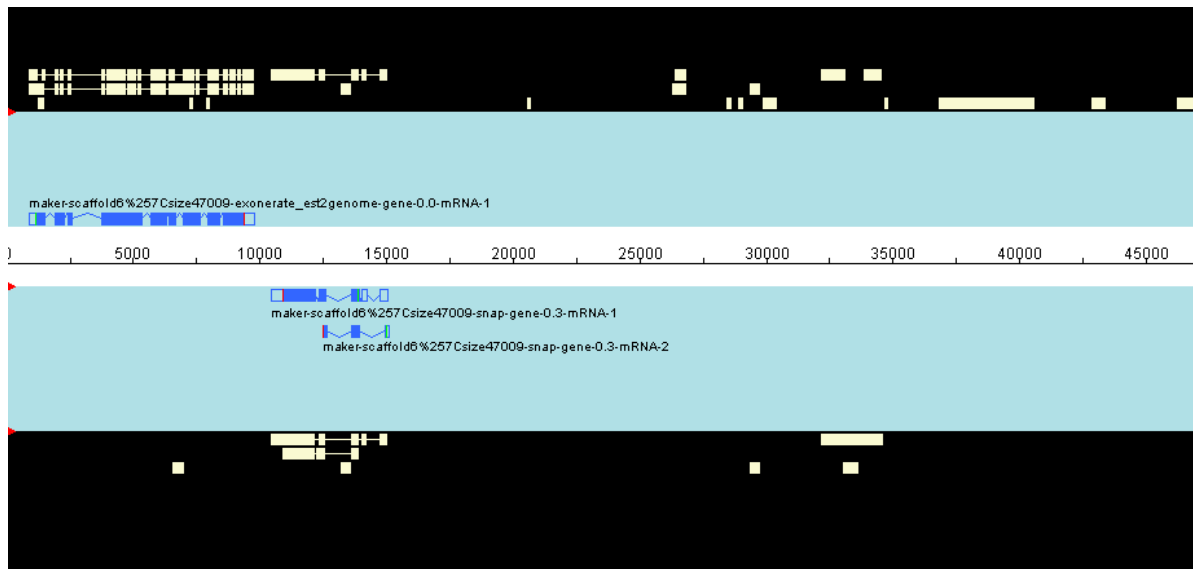 maker-scaffold6%257Csize47009-exonerate_est2genome-gene-0.0-mRNA-1
0 5000 10000 15000 20000 25000 30000 35000 40000 45000
maker-scaffold6%257Csize47009-snap-gene-0.3-mRNA-1
maker-scaffold6%257Csize47009-snap-gene-0.3-mRNA-2